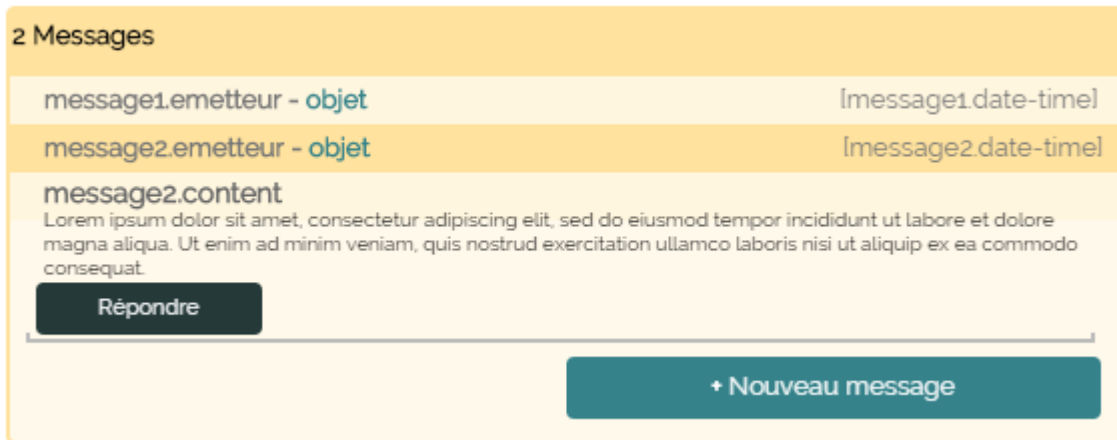 2 Messages
message1.emetteur - objet [message1.date-time]
message2.emetteur - objet [message2.date-time]
message2.content
Lorem ipsum dolor sit amet, consectetur adipiscing elit, sed do eiusmod tempor incididunt ut labore et dolore
magna aliqua. Ut enim ad minim veniam, quis nostrud exercitation ullamco laboris nisi ut aliquip ex ea commodo
consequat.
Répondre
+ Nouveau message